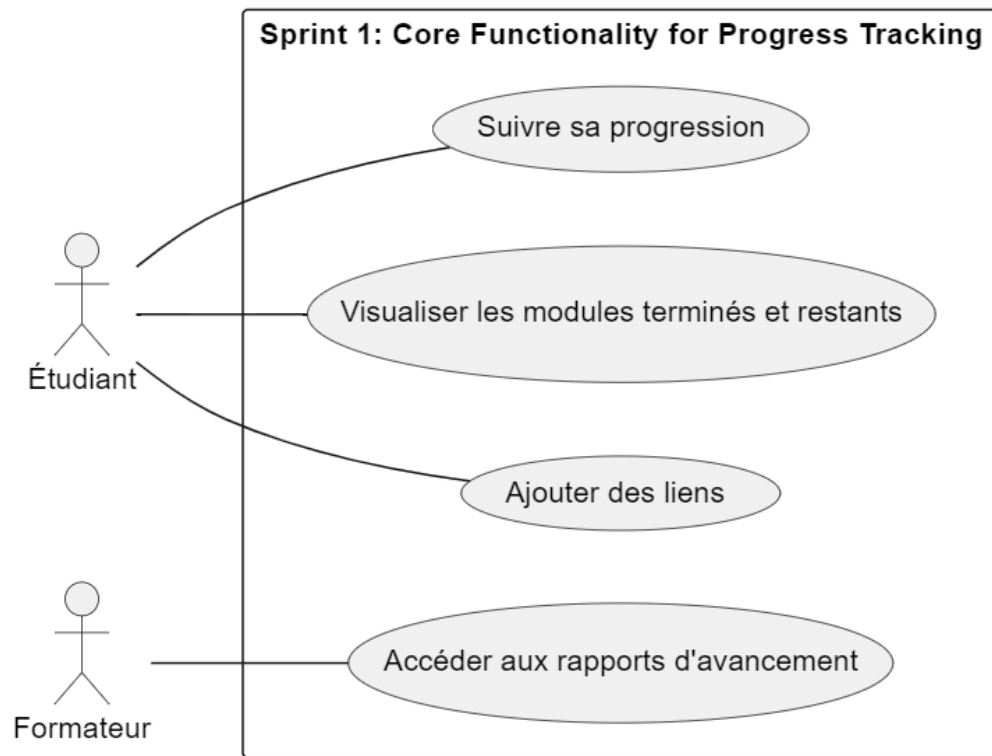 Sprint 1: Core Functionality for Progress Tracking
Suivre sa progression
Visualiser les modules terminés et restants
Étudiant
Ajouter des liens
Accéder aux rapports d'avancement
Formateur